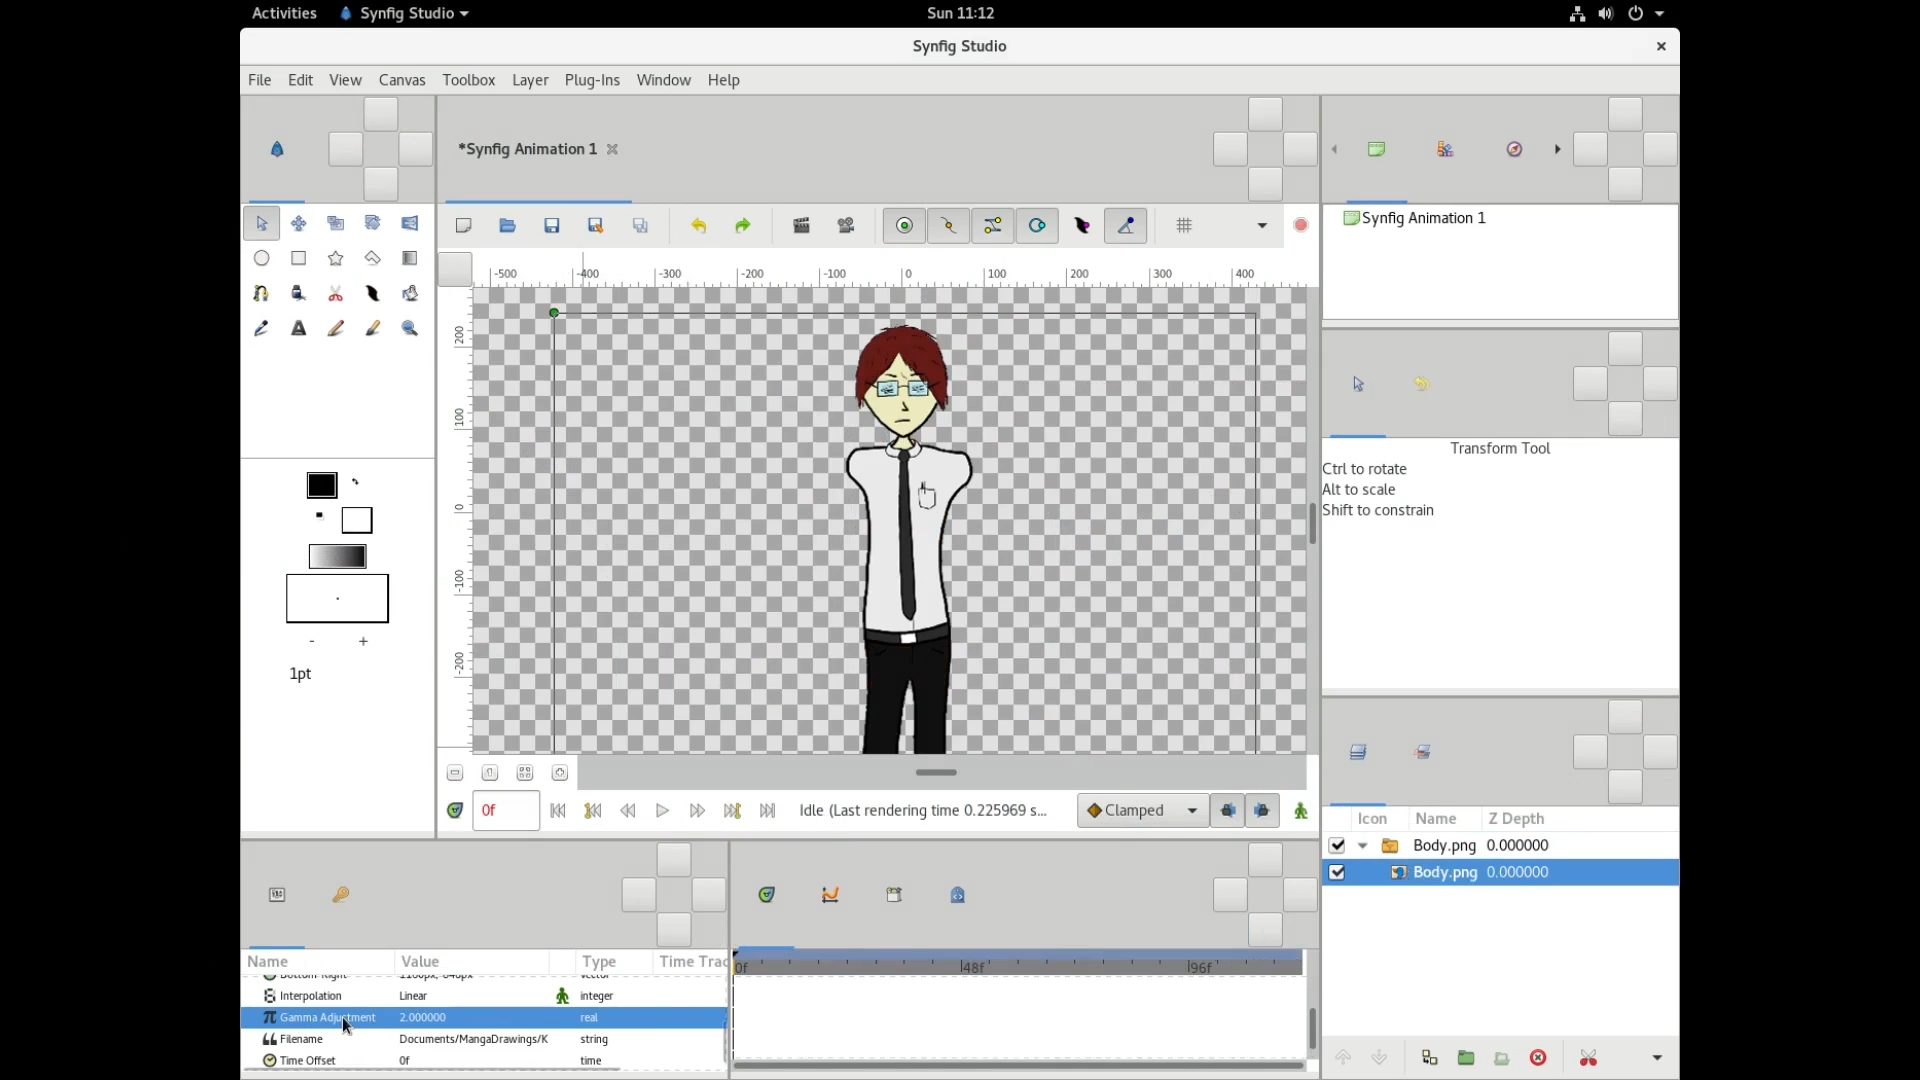 Activities
Synfig Studio
Sun 11:12
Synfig Studio
File
Edit
View
Canvas
Toolbox
Layer
Plug-Ins
Window
Help
*Synfig Animation 1
-500
-400
-300
-200
-100
0
100
200
300
400
200
100
0
-100
-200
1pt
Synfig Animation 1
Transform Tool
Ctrl to rotate
Alt to scale
Shift to constrain
0f
Idle (Last rendering time 0.225969 s...
Clamped
Icon Name Z Depth
Body.png 0.000000
Body.png 0.000000
Name Value Type Time Trac
Interpolation Linear integer
Gamma Adjustment 2.000000 real
Filename Documents/MangaDrawings/K string
Time Offset 0f time
0f
48f
96f